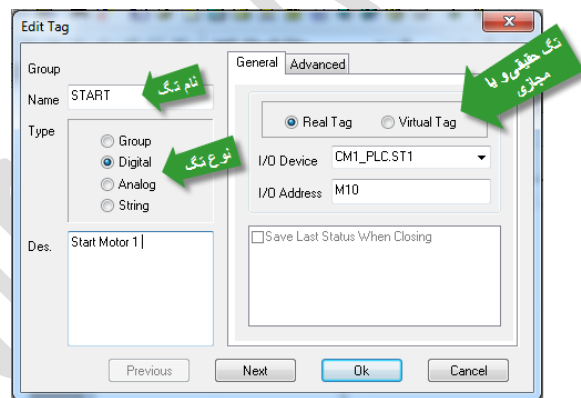 Edit Tag
Group
Name
START
نام تگ
Type
Group
Digital
Analog
String
نوع تگ
Des.
Start Motor 1
General
Advanced
تگ حقیقی و یا
مجازی
Real Tag
Virtual Tag
I/O Device
CM1_PLC.ST1
I/O Address
M10
Save Last Status When Closing
Previous
Next
Ok
Cancel